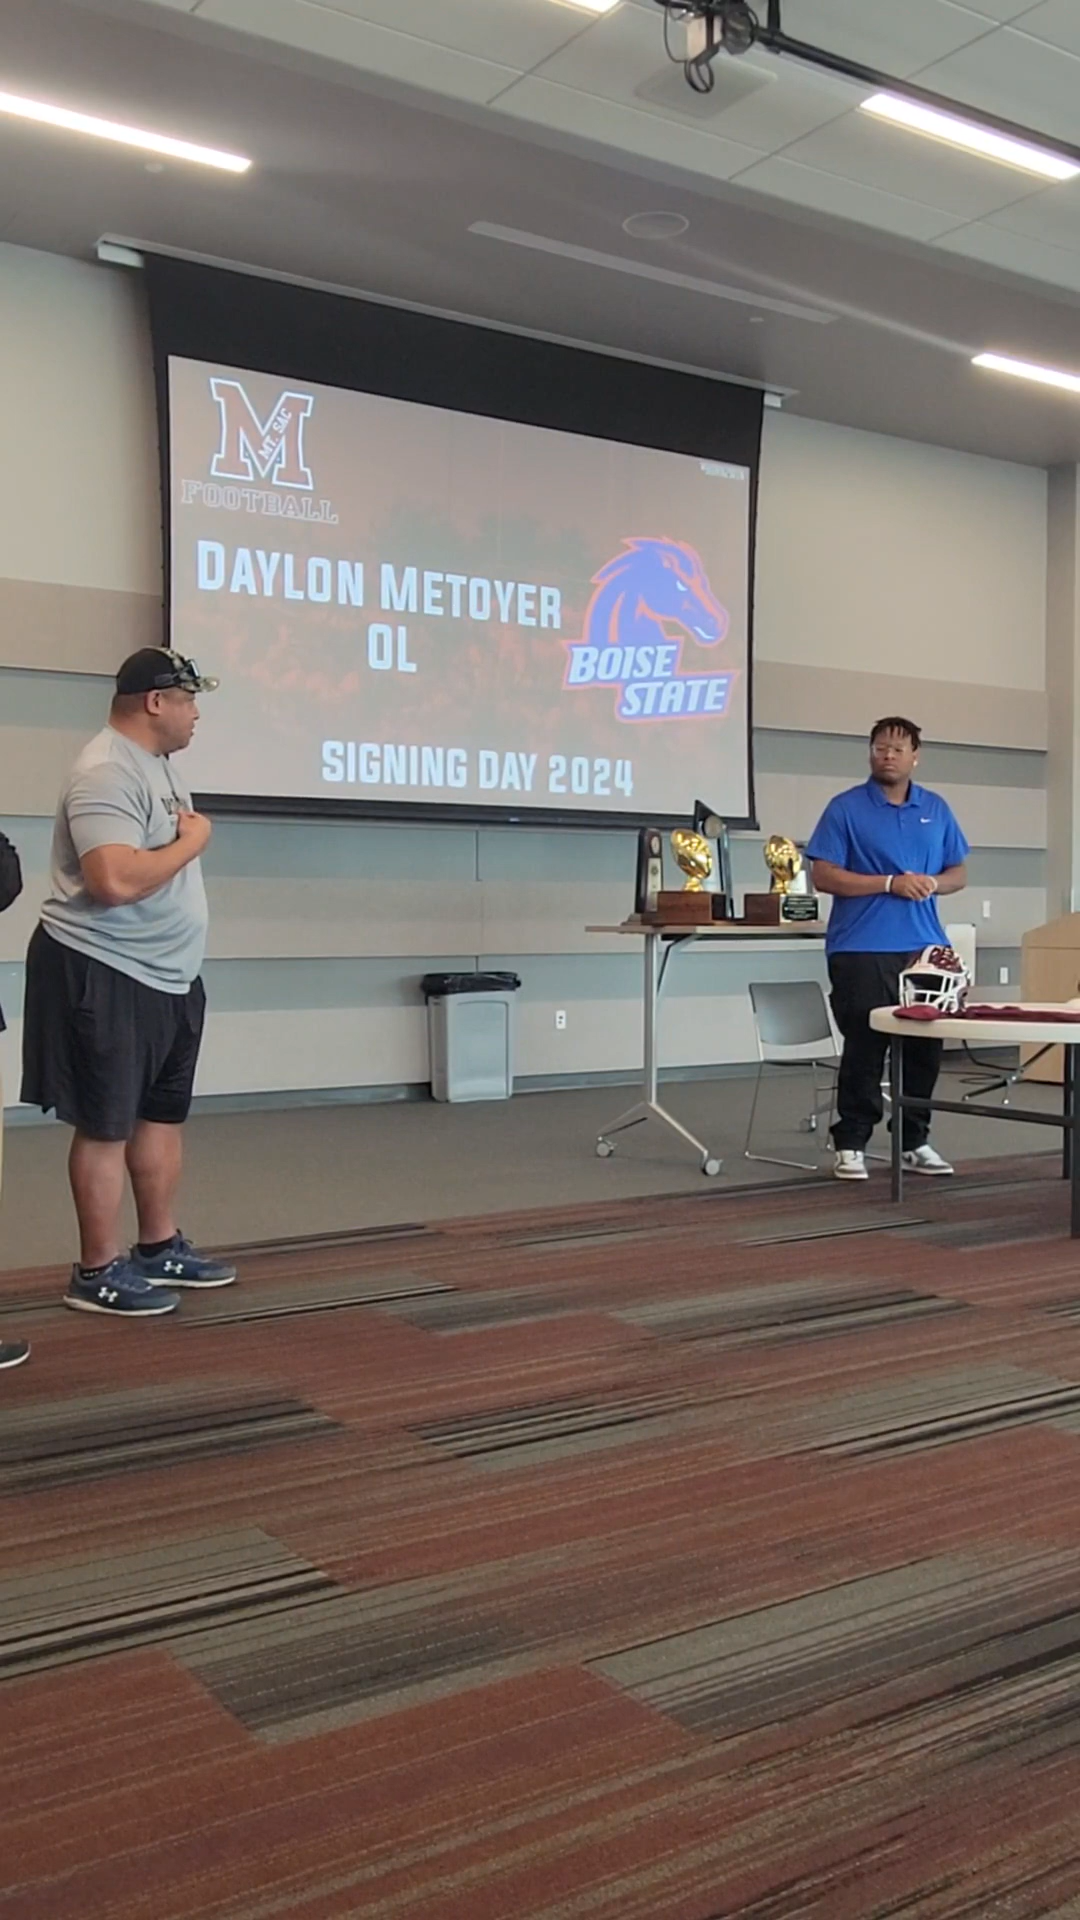 MT. SAC
M
FOOTBALL
DAYLON METOYER
OL
BOISE
STATE
SIGNING DAY 2024